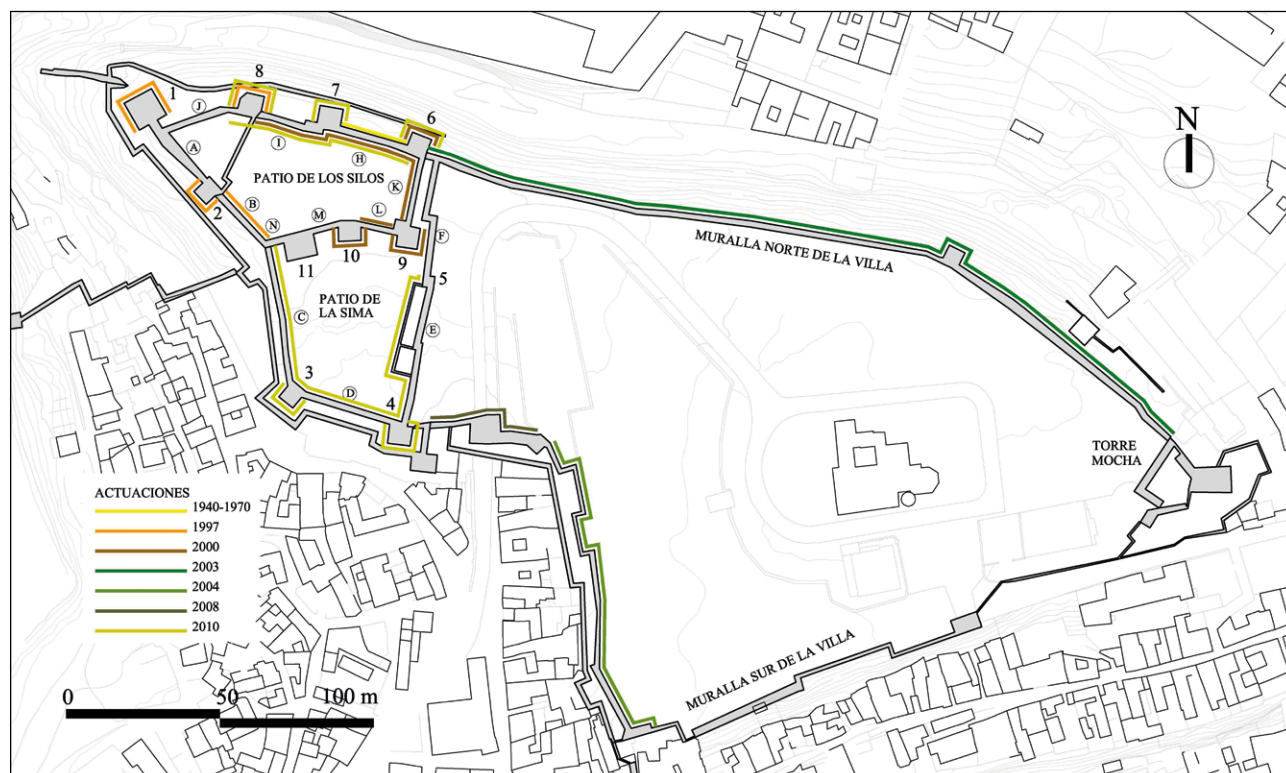 8
1
7
J
6
N
I
H
A
PATIO DE LOS SILOS
K
B
L
2
M
N
F
MURALLA NORTE DE LA VILLA
10
9
11
5
PATIO DE
LA SIMA
C
E
3
D
4
TORRE
MOCHA
ACTUACIONES
1940-1970
1997
2000
2003
2004
2008
2010
MURALLA SUR DE LA VILLA
0 50 100 m